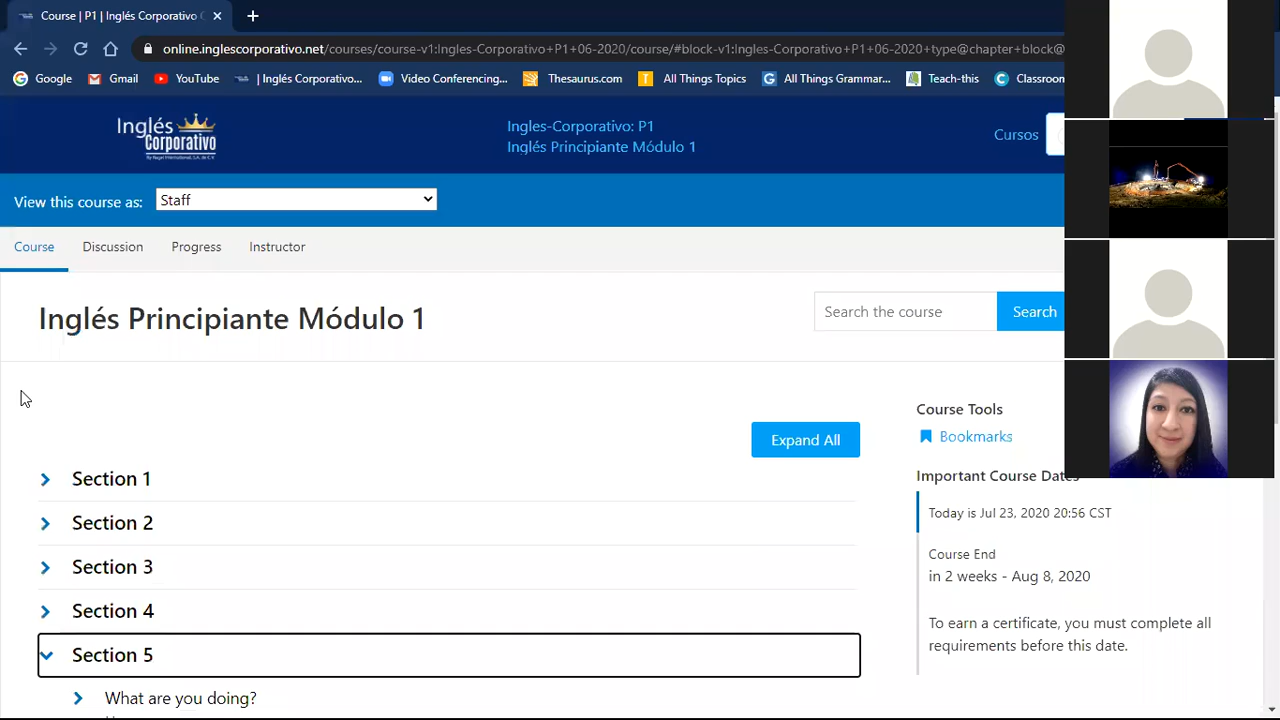 Course | P1 | Inglés Corporativo
online.inglescorporativo.net/courses/course-v1:Ingles-Corporativo+P1+06-2020/course/#block-v1:Ingles-Corporativo+P1+06-2020+type@chapter+block@
Google Gmail YouTube | Inglés Corporativo... Video Conferencing... Thesaurus.com All Things Topics All Things Grammar... Teach-this Classroom
Inglés
Corporativo
Ingles-Corporativo: P1
Inglés Principiante Módulo 1
Cursos
View this course as: Staff
Course Discussion Progress Instructor
Inglés Principiante Módulo 1
Search the course Search
Course Tools
Bookmarks
Expand All
Important Course Dates
Section 1
Today is Jul 23, 2020 20:56 CST
Section 2
Course End
in 2 weeks - Aug 8, 2020
Section 3
Section 4
To earn a certificate, you must complete all
requirements before this date.
Section 5
What are you doing?